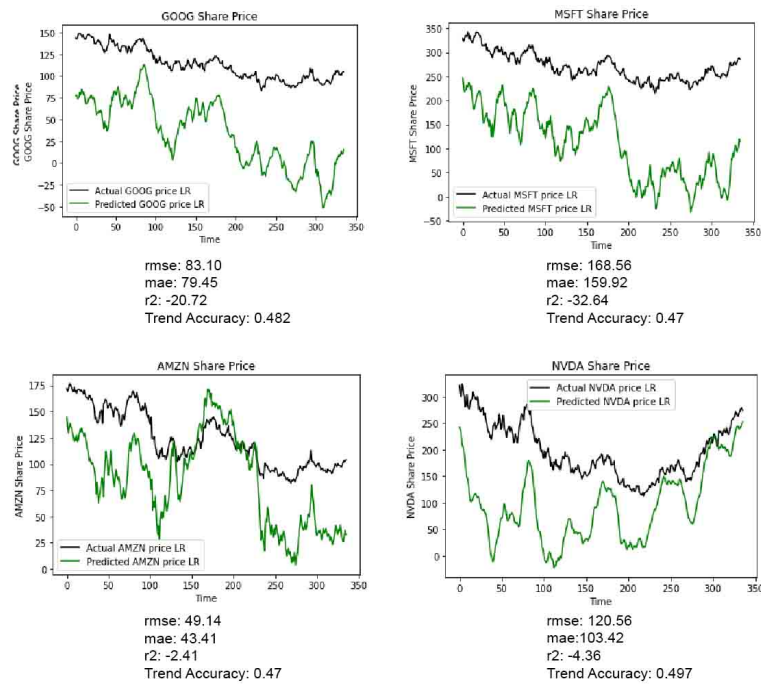 GOOG Share Price
150
125
100
75
50
25
0
−25
−50
GOOG Share Price
GOOG Share Price
Actual GOOG price LR
Predicted GOOG price LR
0 50 100 150 200 250 300 350
Time
rmse: 83.10
mae: 79.45
r2: -20.72
Trend Accuracy: 0.482
MSFT Share Price
350
300
250
200
150
100
50
0
−50
MSFT Share Price
Actual MSFT price LR
Predicted MSFT price LR
0 50 100 150 200 250 300 350
Time
rmse: 168.56
mae: 159.92
r2: -32.64
Trend Accuracy: 0.47
AMZN Share Price
175
150
125
100
75
50
25
0
AMZN Share Price
Actual AMZN price LR
Predicted AMZN price LR
0 50 100 150 200 250 300 350
Time
rmse: 49.14
mae: 43.41
r2: -2.41
Trend Accuracy: 0.47
NVDA Share Price
Actual NVDA price LR
Predicted NVDA price LR
300
250
200
150
100
50
0
NVDA Share Price
0 50 100 150 200 250 300 350
Time
rmse: 120.56
mae:103.42
r2: -4.36
Trend Accuracy: 0.497